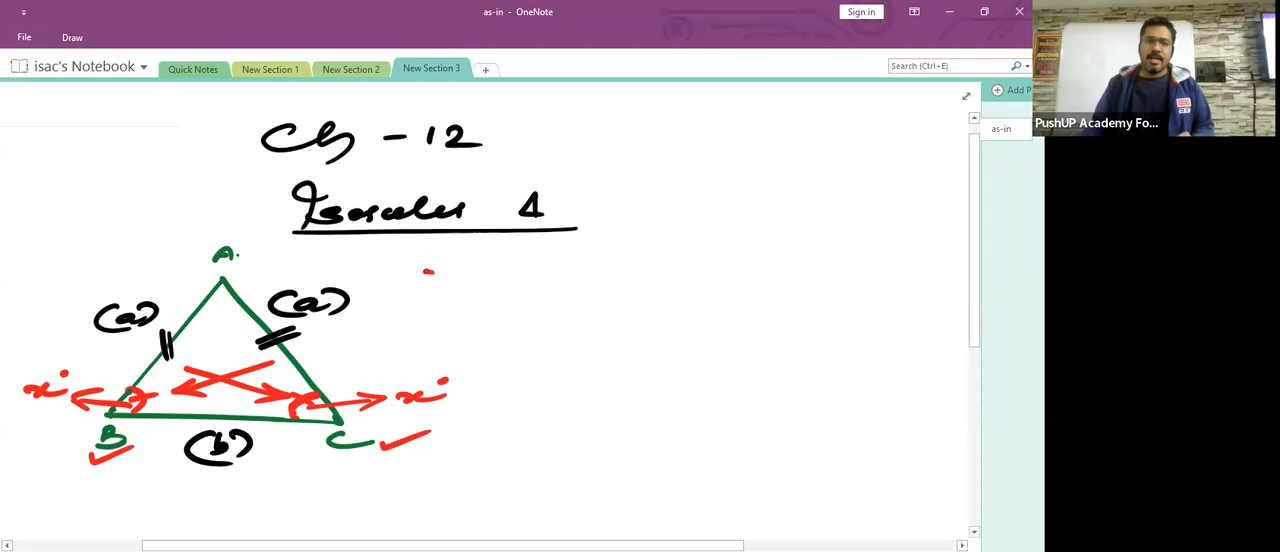 as-in - OneNote
Sign in
File
Draw
isac's Notebook
Quick Notes
New Section 1
New Section 2
New Section 3
Search (Ctrl+E)
Add P
as-in
PushUP Academy Fo...
Ch - 12
Isosceles Δ
A
(a)
(a)
x°
x°
B
(b)
C